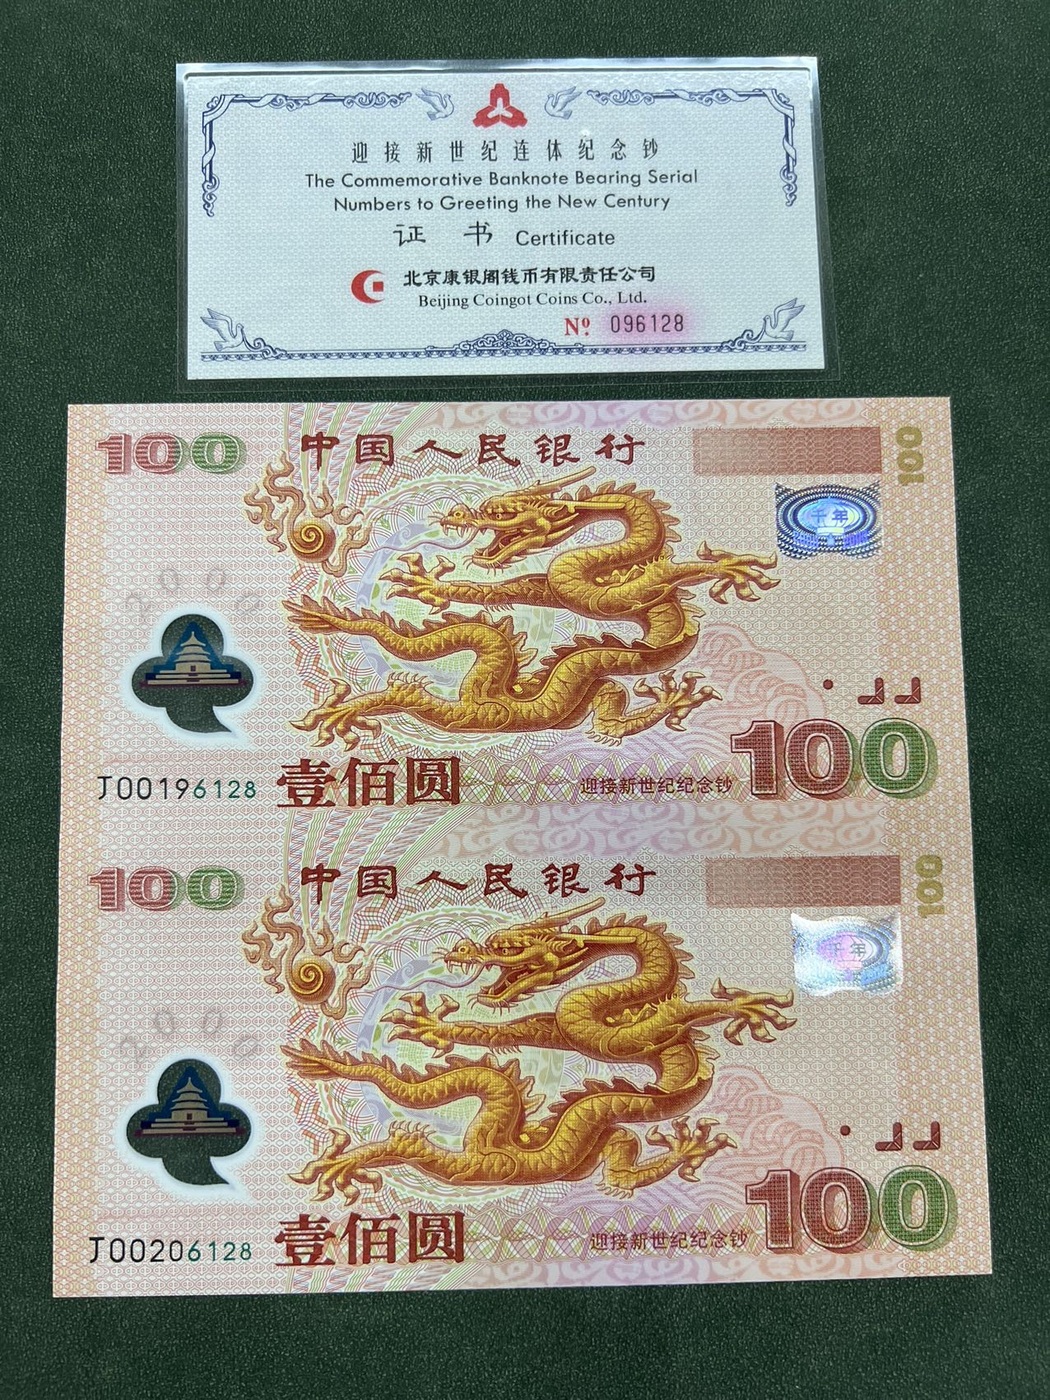 迎接新世纪连体纪念钞
The Commemorative Banknote Bearing Serial
Numbers to Greeting the New Century
证 书 Certificate
北京康银阁钱币有限责任公司
Beijing Coingot Coins Co., Ltd.
Nº 096128
100 中国人民银行 100
千年
2000
100
J00196128 壹佰圆 迎接新世纪纪念钞
100 中国人民银行 100
千年
2000
100
J00206128 壹佰圆 迎接新世纪纪念钞